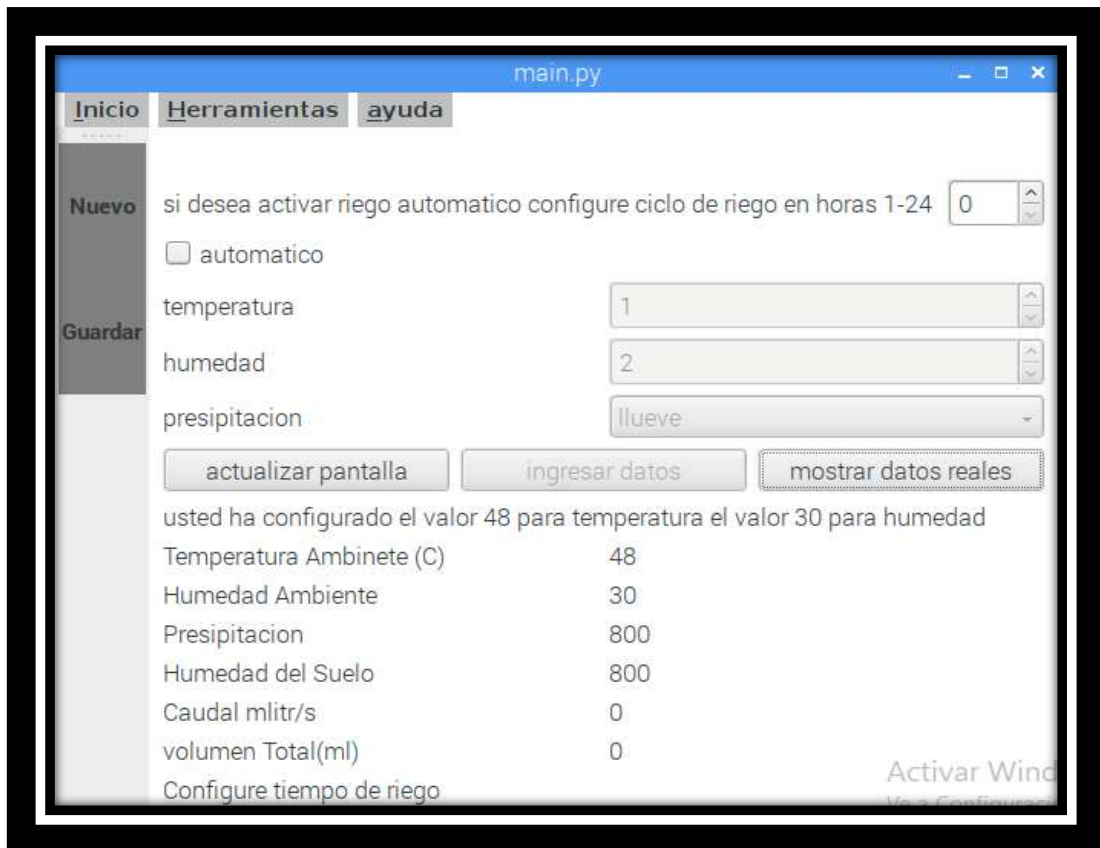 main.py
Inicio Herramientas ayuda
Nuevo
si desea activar riego automatico configure ciclo de riego en horas 1-24 0
automatico
temperatura 1
Guardar
humedad 2
presipitacion llueve
actualizar pantalla ingresar datos mostrar datos reales
usted ha configurado el valor 48 para temperatura el valor 30 para humedad
Temperatura Ambinete (C) 48
Humedad Ambiente 30
Presipitacion 800
Humedad del Suelo 800
Caudal mlitr/s 0
volumen Total(ml) 0
Activar Wind
Configure tiempo de riego
Ve a Configuraci